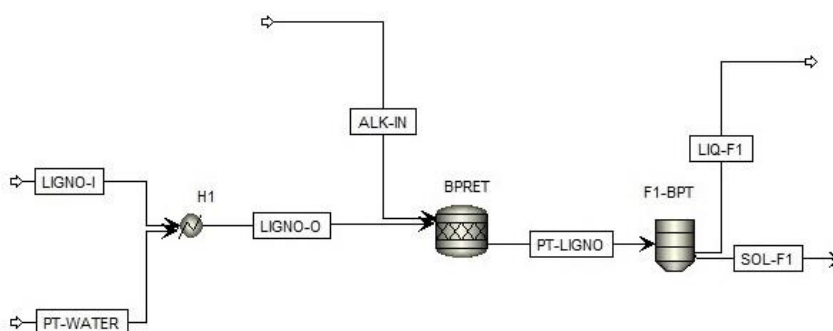 ALK-IN
LIQ-F1
LIGNO-I
H1
BPRET
F1-BPT
LIGNO-O
PT-LIGNO
SOL-F1
PT-WATER